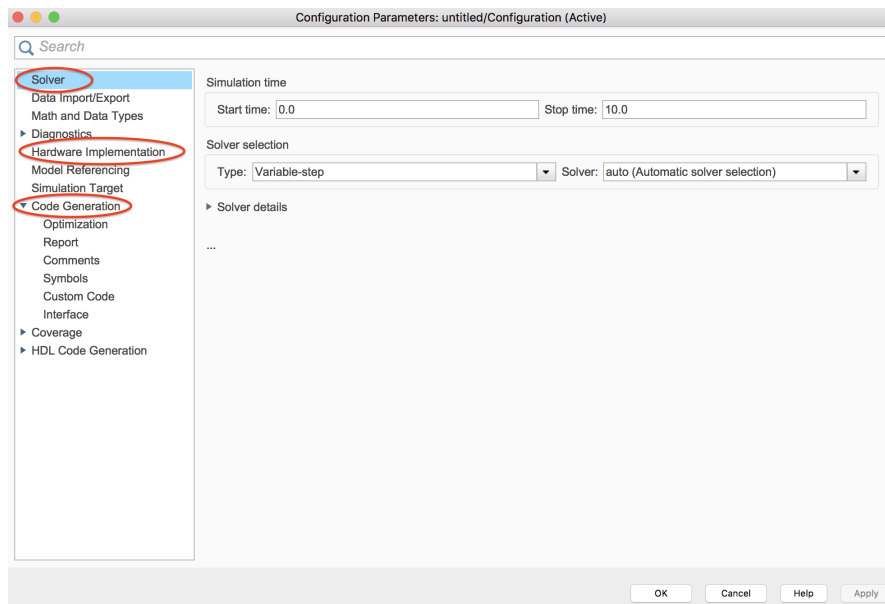 Configuration Parameters: untitled/Configuration (Active)
Search
Solver
Data Import/Export
Math and Data Types
Diagnostics
Hardware Implementation
Model Referencing
Simulation Target
Code Generation
Optimization
Report
Comments
Symbols
Custom Code
Interface
Coverage
HDL Code Generation
Simulation time
Start time: 0.0 Stop time: 10.0
Solver selection
Type: Variable-step Solver: auto (Automatic solver selection)
Solver details
...
OK Cancel Help Apply